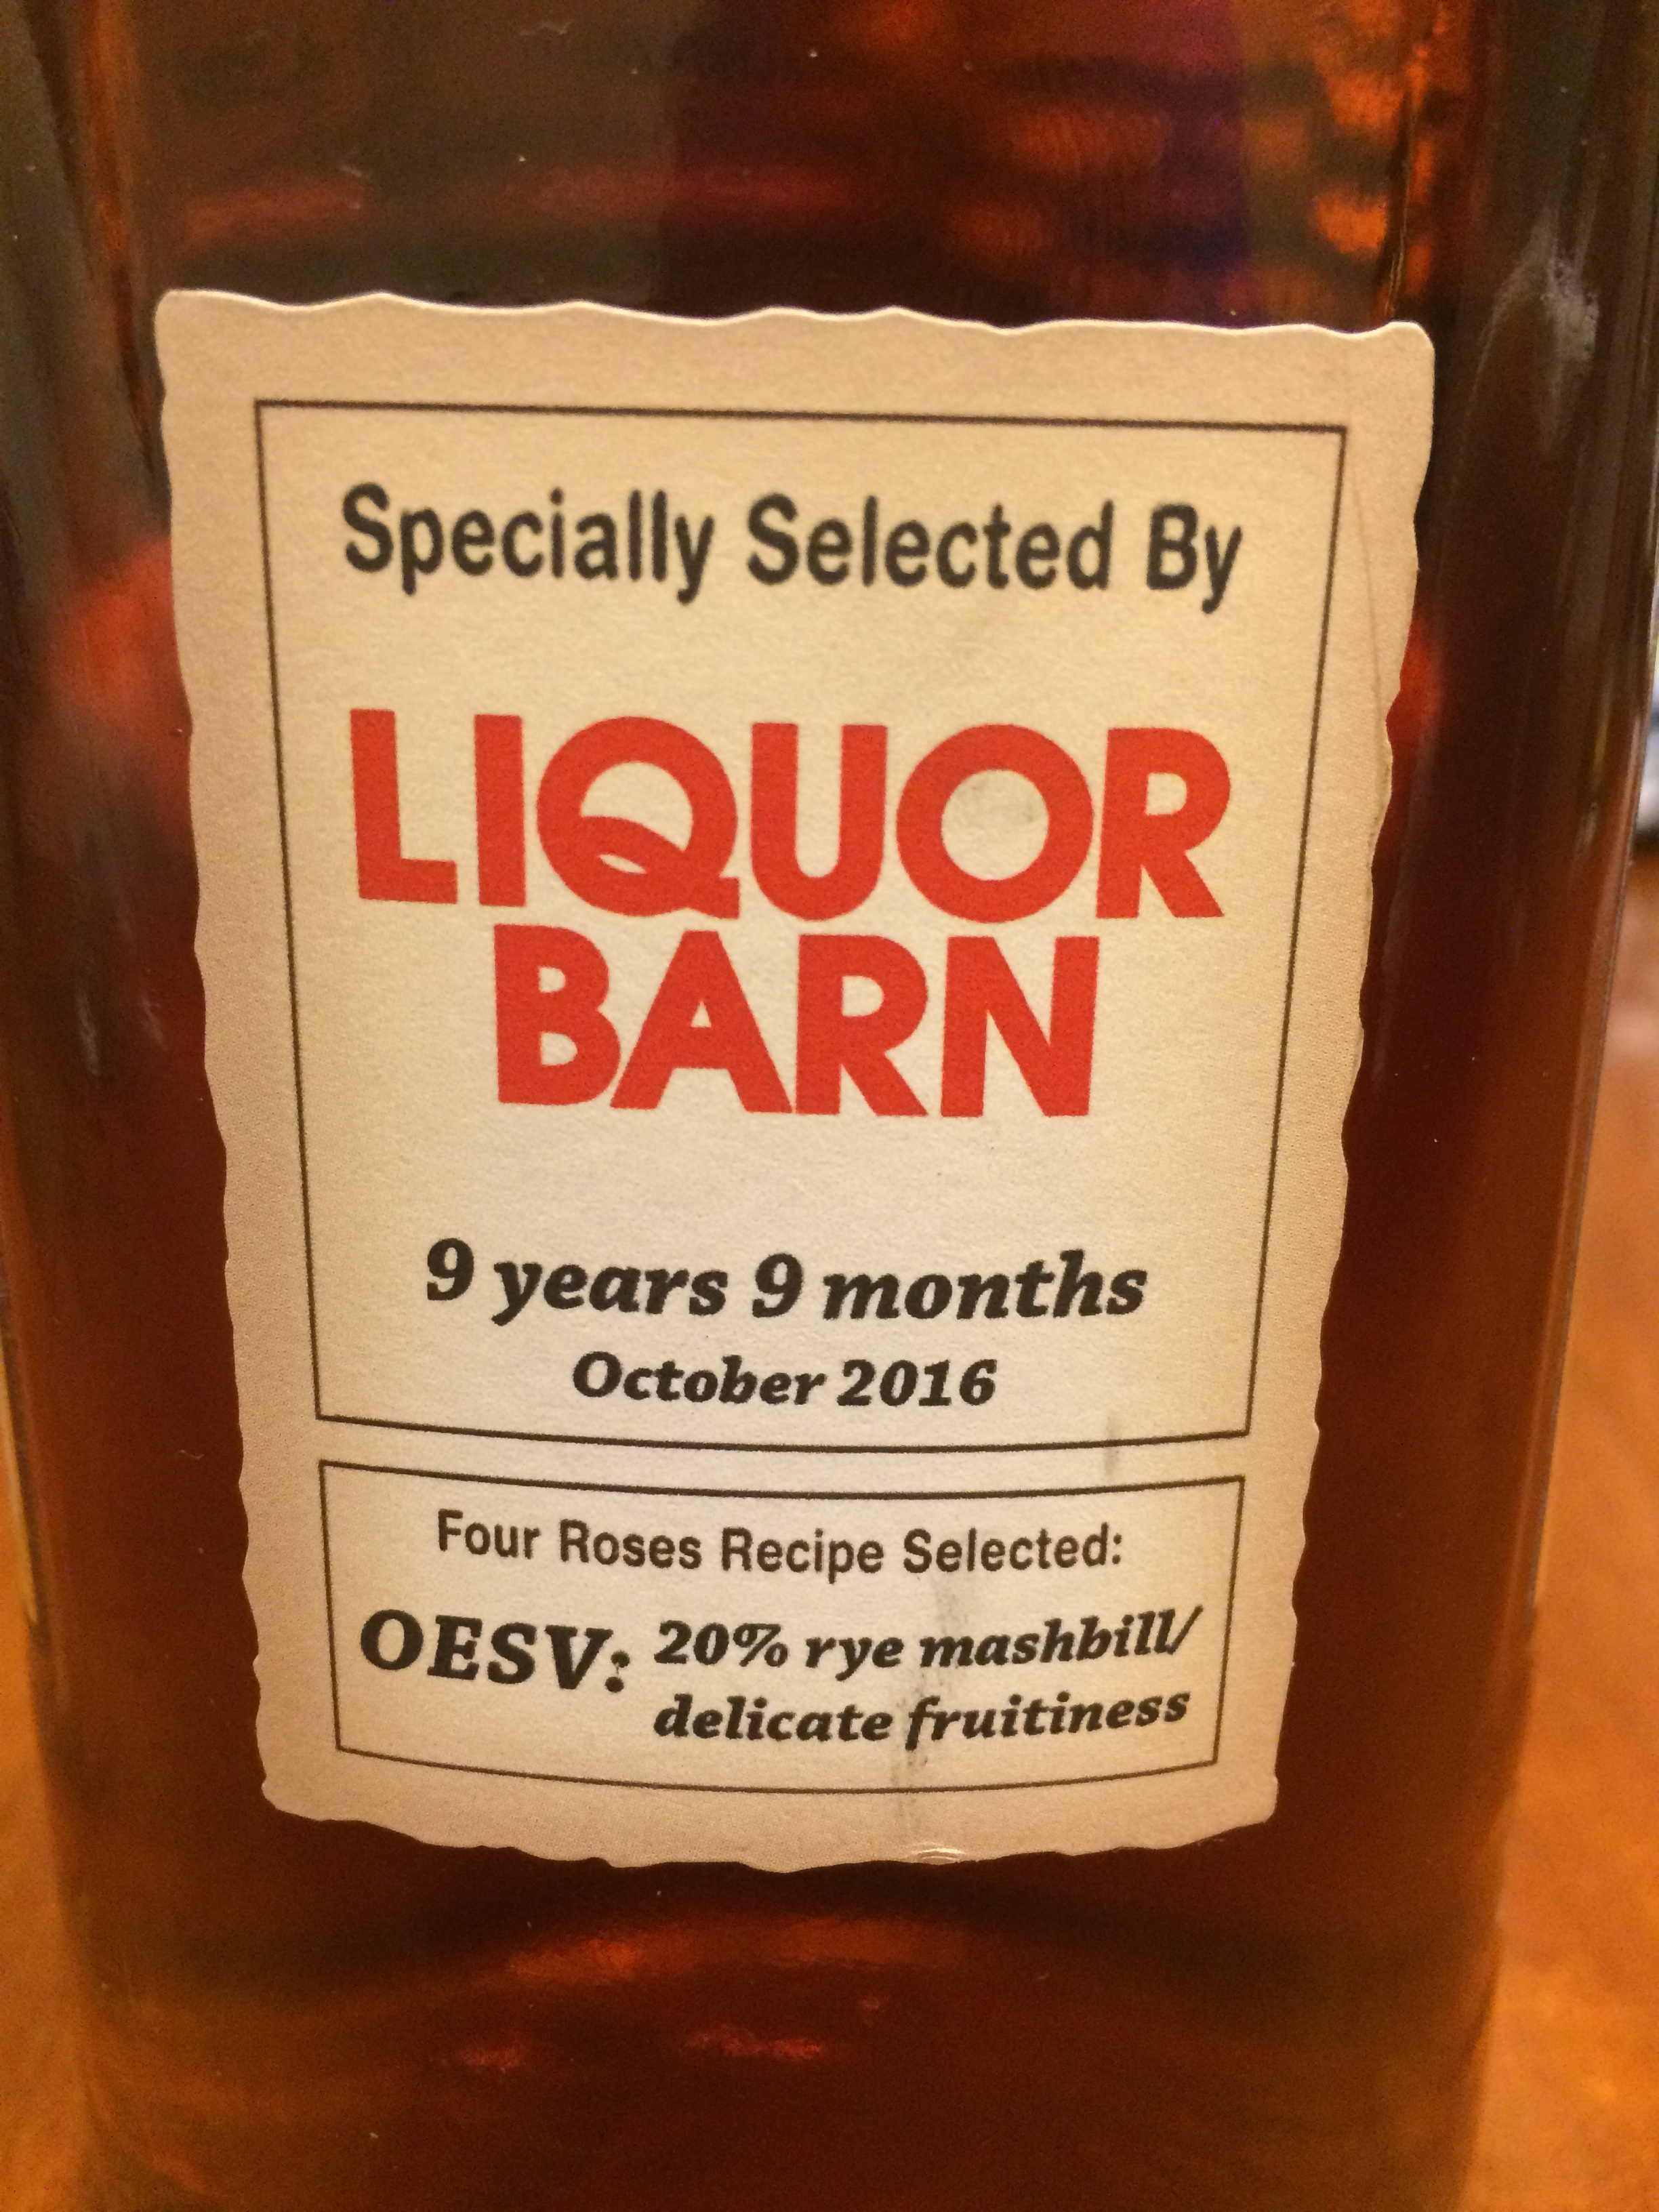 Specially Selected By
LIQUOR
BARN
9 years 9 months
October 2016
Four Roses Recipe Selected:
OESV: 20% rye mashbill/
delicate fruitiness